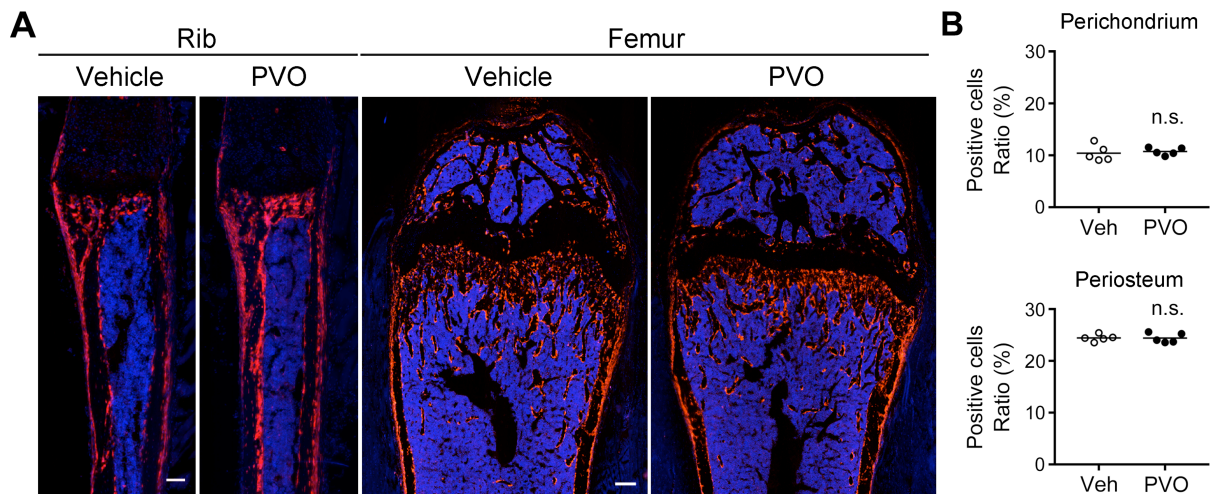 A
Rib
Femur
Vehicle
PVO
Vehicle
PVO
B
Perichondrium
Positive cells
Ratio (%)
30
20
10
0
n.s.
Veh
PVO
Periosteum
Positive cells
Ratio (%)
30
20
10
0
n.s.
Veh
PVO